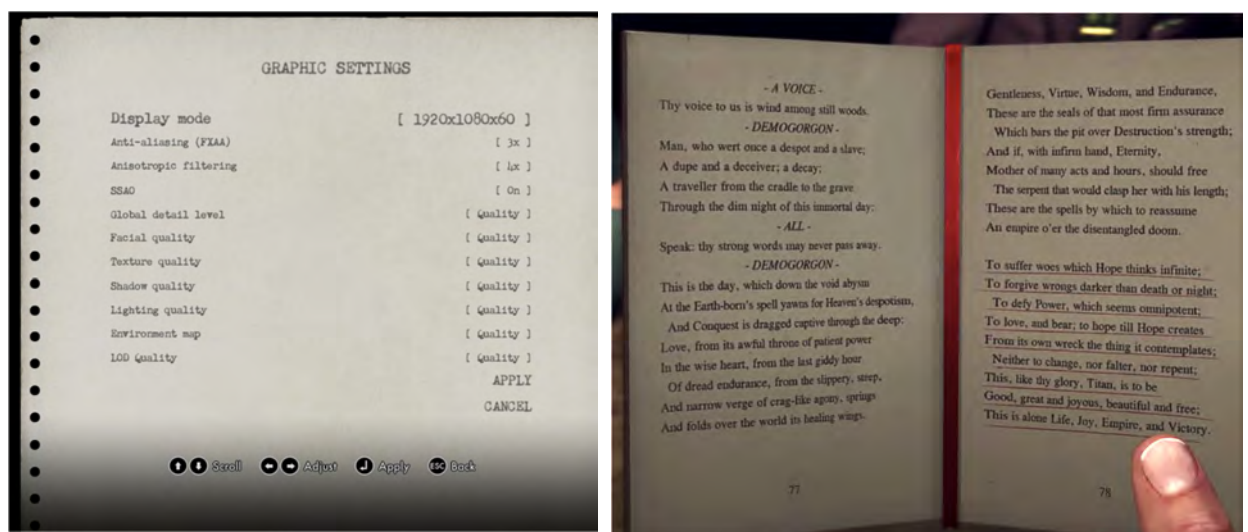 GRAPHIC SETTINGS
Display mode [ 1920x1080x60 ]
Anti-aliasing (FXAA) [ 3x ]
Anisotropic filtering [ 4x ]
SSAO [ On ]
Global detail level [ Quality ]
Facial quality [ Quality ]
Texture quality [ Quality ]
Shadow quality [ Quality ]
Lighting quality [ Quality ]
Environment map [ Quality ]
LOD Quality [ Quality ]
APPLY
CANCEL
Scroll Adjust Apply ESC Back
- A VOICE -
Thy voice to us is wind among still woods.
- DEMOGORGON -
Man, who wert once a despot and a slave;
A dupe and a deceiver; a decay;
A traveller from the cradle to the grave
Through the dim night of this immortal day:
- ALL -
Speak: thy strong words may never pass away.
- DEMOGORGON -
This is the day, which down the void abysm
At the Earth-born's spell yawns for Heaven's despotism,
And Conquest is dragged captive through the deep:
Love, from its awful throne of patient power
In the wise heart, from the last giddy hour
Of dread endurance, from the slippery, steep,
And narrow verge of crag-like agony, springs
And folds over the world its healing wings.
77
Gentleness, Virtue, Wisdom, and Endurance,
These are the seals of that most firm assurance
Which bars the pit over Destruction's strength;
And if, with infirm hand, Eternity,
Mother of many acts and hours, should free
The serpent that would clasp her with his length;
These are the spells by which to reassume
An empire o'er the disentangled doom.
To suffer woes which Hope thinks infinite;
To forgive wrongs darker than death or night;
To defy Power, which seems omnipotent;
To love, and bear; to hope till Hope creates
From its own wreck the thing it contemplates;
Neither to change, nor falter, nor repent;
This, like thy glory, Titan, is to be
Good, great and joyous, beautiful and free;
This is alone Life, Joy, Empire, and Victory.
78